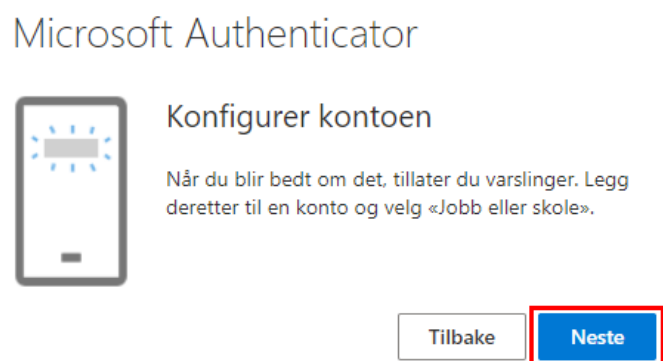 Microsoft Authenticator
Konfigurer kontoen
Når du blir bedt om det, tillater du varslinger. Legg
deretter til en konto og velg «Jobb eller skole».
Tilbake
Neste